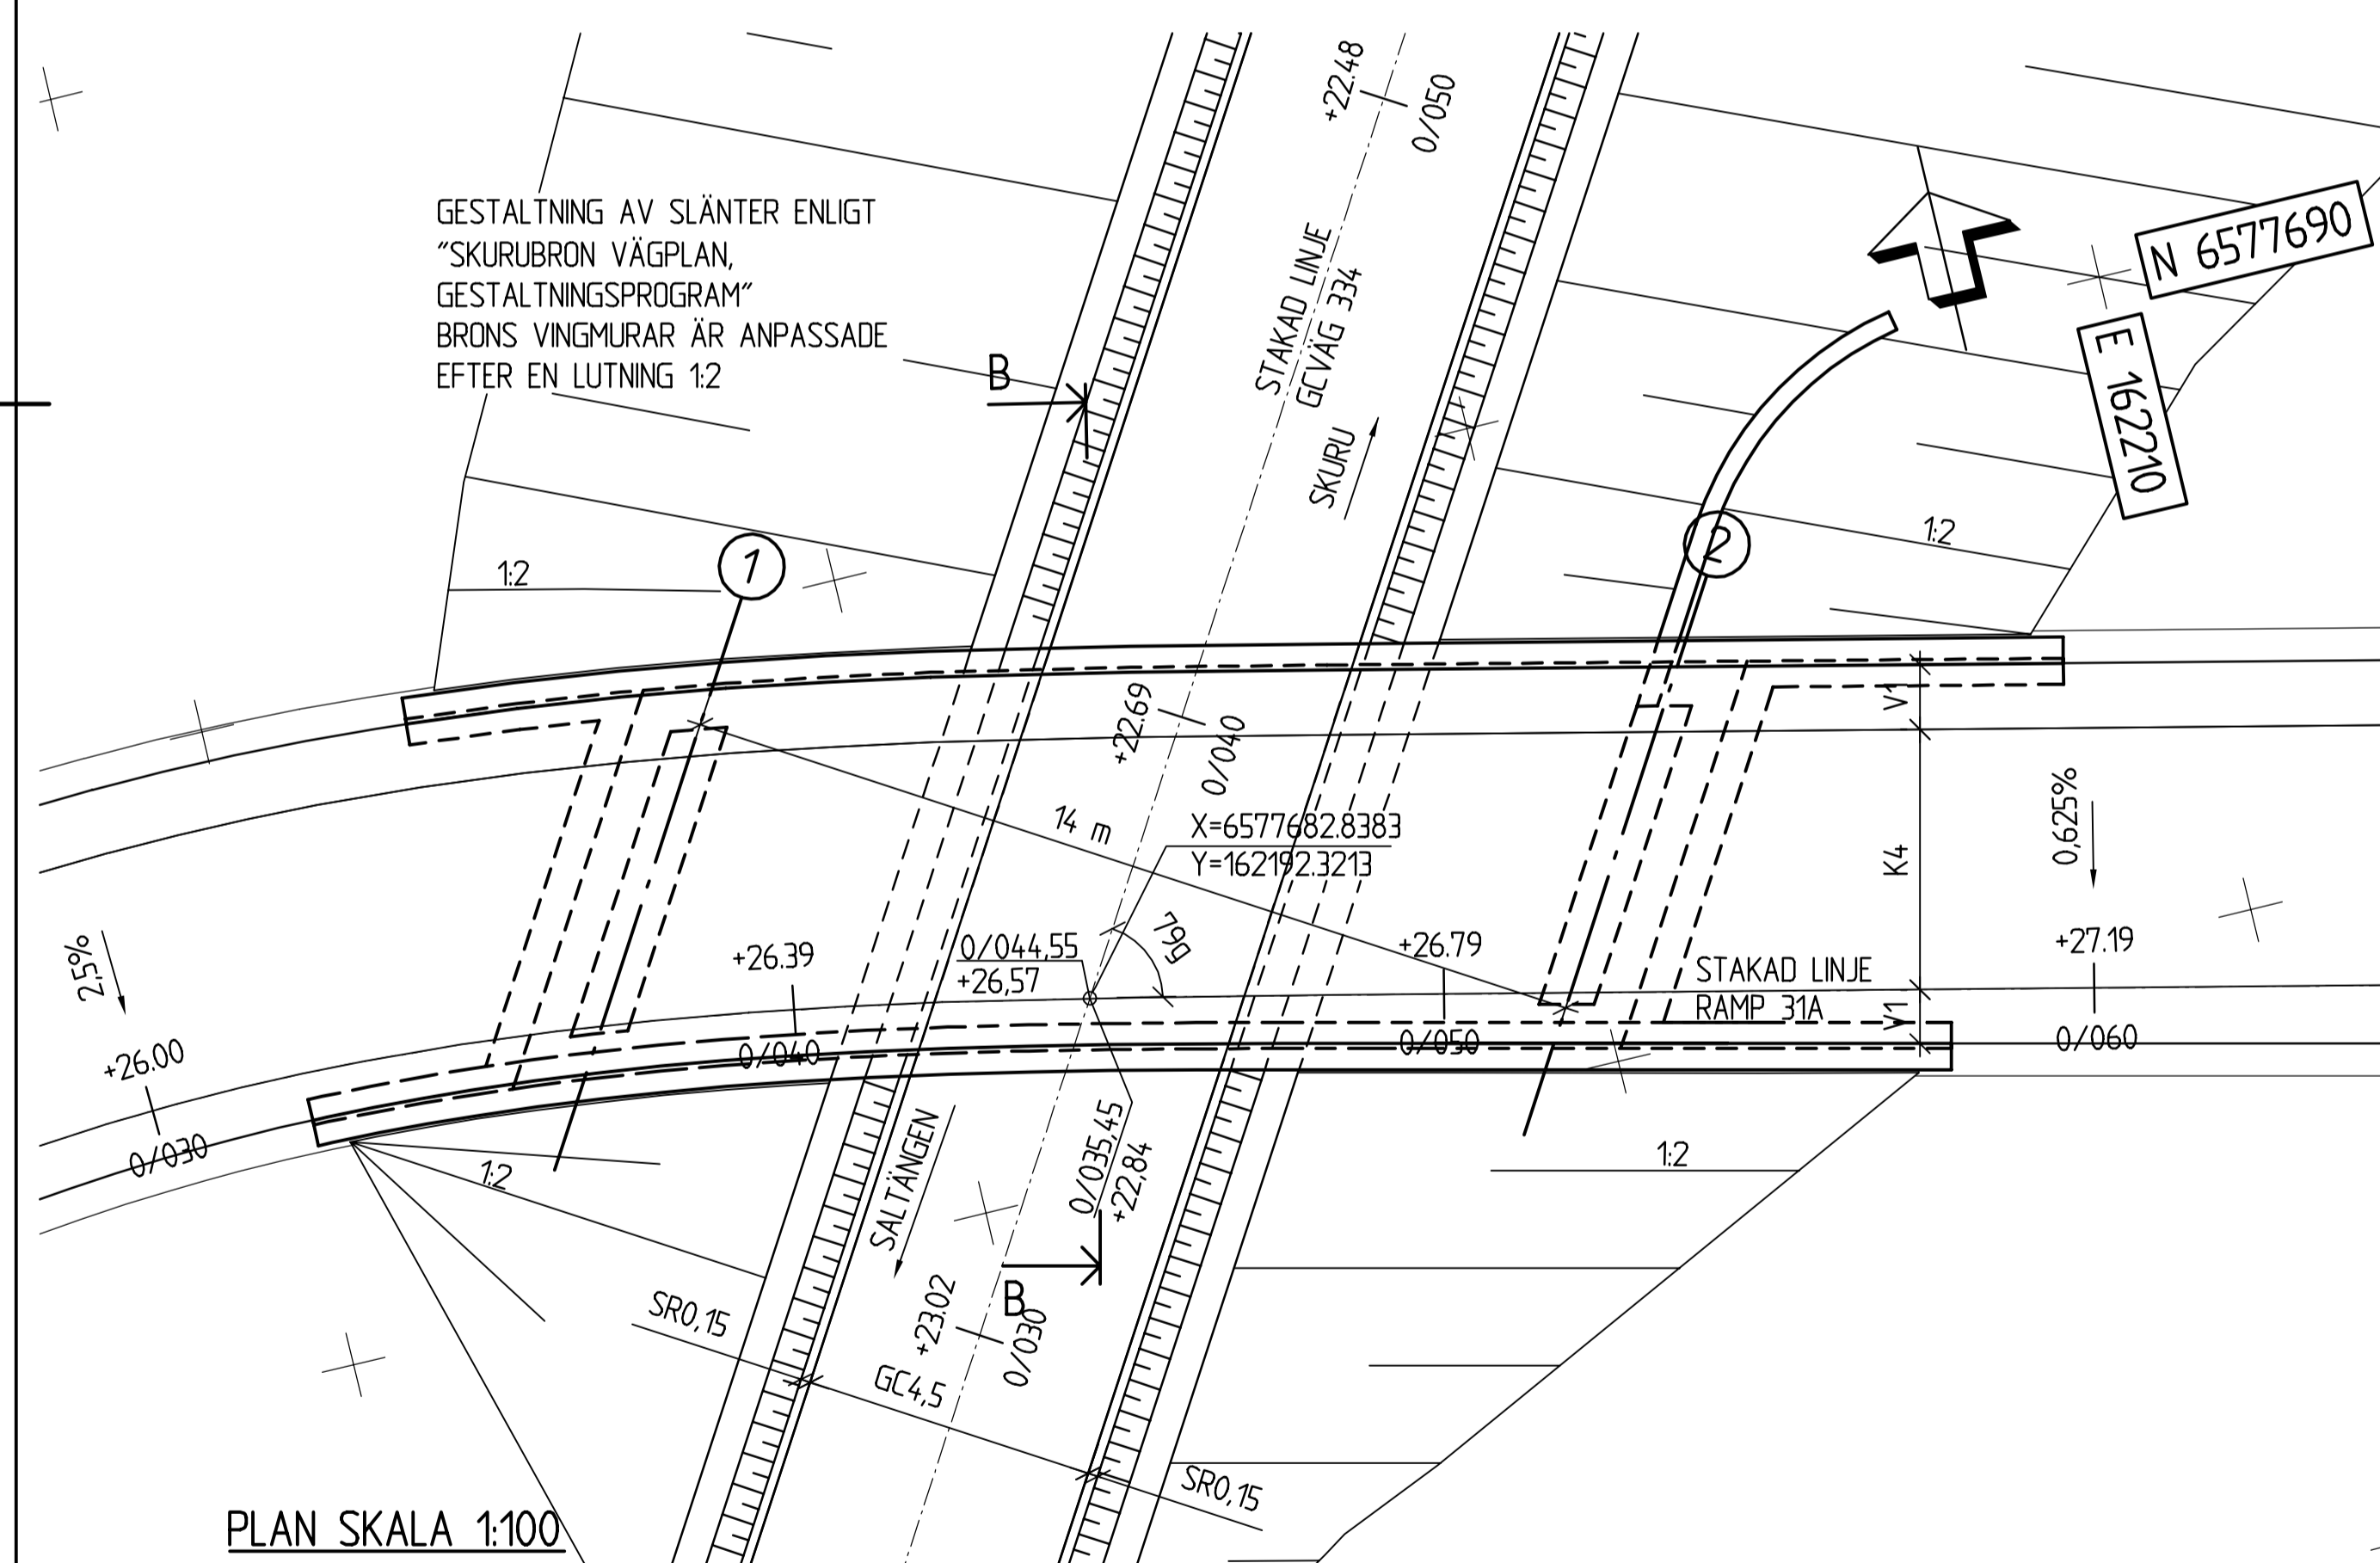 +22.48
0/050
GESTALTNING AV SLÄNTER ENLIGT
"SKURUBRON VÄGPLAN,
GESTALTNINGSPROGRAM"
BRONS VINGMURAR ÄR ANPASSADE
EFTER EN LUTNING 1:2
N 6577690
E 162210
STAKAD LINJE
GCVÄG 334
SKURU
B
1
2
1:2
1:2
+22.69
0/040
14 m
X=6577682.8383
Y=162192.3213
79g
V1
K4
V1
0,625%
2,5%
+26.00
0/030
+26.39
0/040
0/044,55
+26,57
+26.79
0/050
STAKAD LINJE
RAMP 31A
+27.19
0/060
1:2
1:2
SALTÄNGEN
0/035,45
+22,84
B
+23.02
0/030
SR0,15
GC4,5
SR0,15
PLAN SKALA 1:100